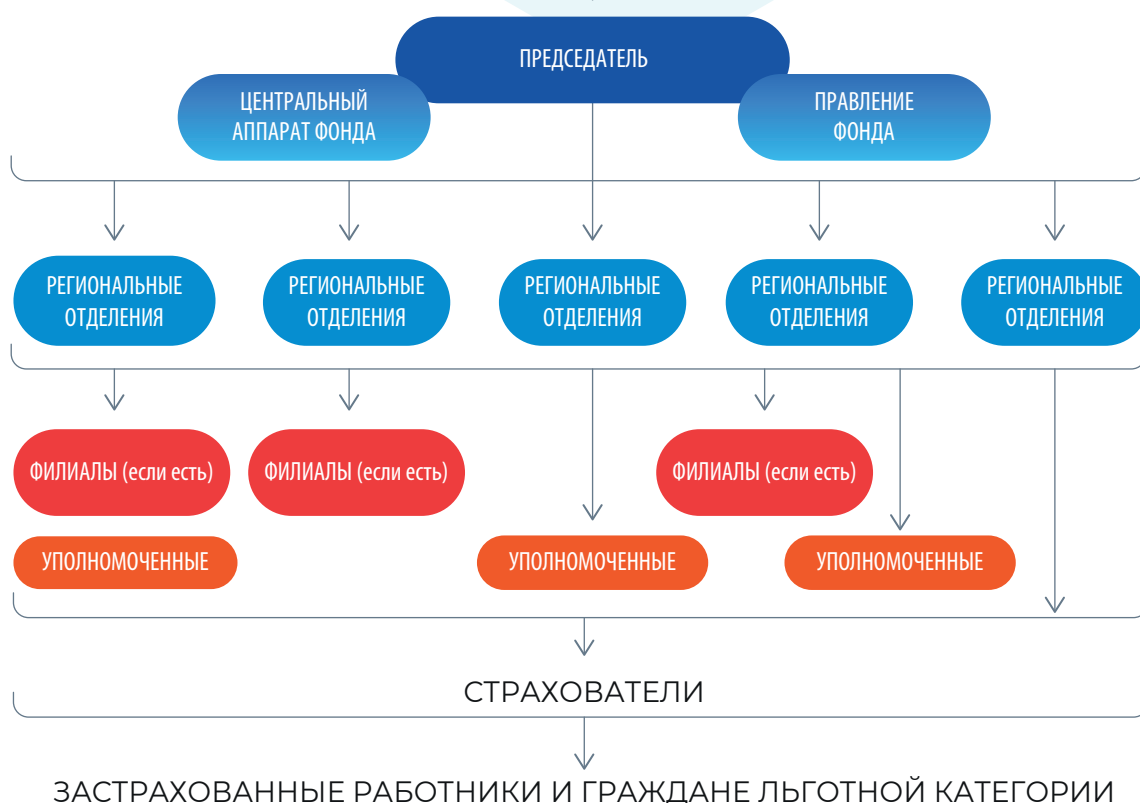 ПРЕДСЕДАТЕЛЬ
ЦЕНТРАЛЬНЫЙ
АППАРАТ ФОНДА
ПРАВЛЕНИЕ
ФОНДА
РЕГИОНАЛЬНЫЕ
ОТДЕЛЕНИЯ
РЕГИОНАЛЬНЫЕ
ОТДЕЛЕНИЯ
РЕГИОНАЛЬНЫЕ
ОТДЕЛЕНИЯ
РЕГИОНАЛЬНЫЕ
ОТДЕЛЕНИЯ
РЕГИОНАЛЬНЫЕ
ОТДЕЛЕНИЯ
ФИЛИАЛЫ (если есть)
ФИЛИАЛЫ (если есть)
ФИЛИАЛЫ (если есть)
УПОЛНОМОЧЕННЫЕ
УПОЛНОМОЧЕННЫЕ
УПОЛНОМОЧЕННЫЕ
СТРАХОВАТЕЛИ
ЗАСТРАХОВАННЫЕ РАБОТНИКИ И ГРАЖДАНЕ ЛЬГОТНОЙ КАТЕГОРИИ